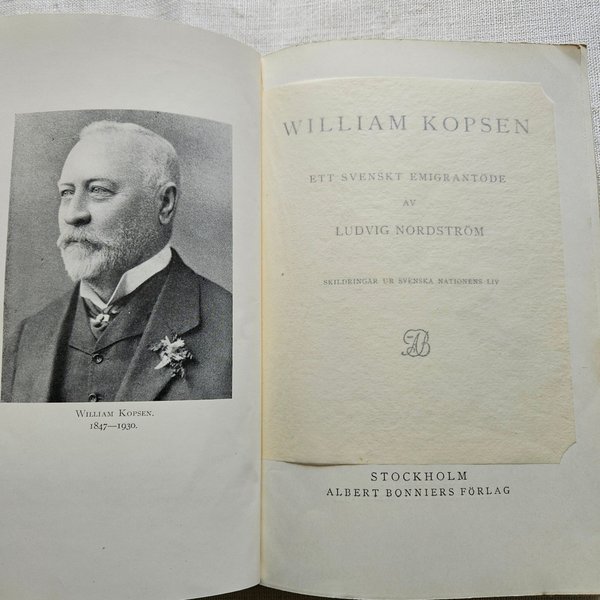 WILLIAM KOPSEN.
1847—1930.
WILLIAM KOPSEN
ETT SVENSKT EMIGRANTÖDE
AV
LUDVIG NORDSTRÖM
SKILDRINGAR UR SVENSKA NATIONENS LIV
AB
STOCKHOLM
ALBERT BONNIERS FÖRLAG